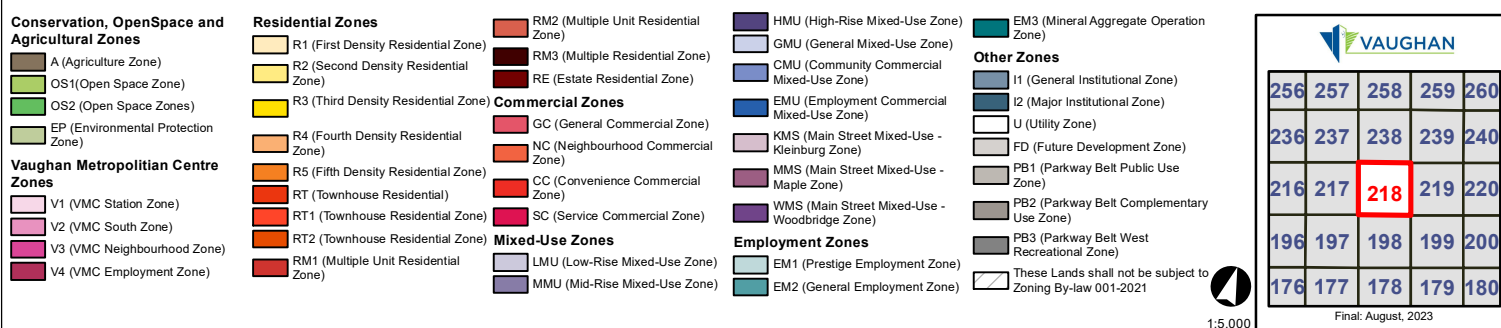 Conservation, OpenSpace and
Agricultural Zones
A (Agriculture Zone)
OS1(Open Space Zone)
OS2 (Open Space Zones)
EP (Environmental Protection
Zone)
Vaughan Metropolitian Centre
Zones
V1 (VMC Station Zone)
V2 (VMC South Zone)
V3 (VMC Neighbourhood Zone)
V4 (VMC Employment Zone)
Residential Zones
R1 (First Density Residential Zone)
R2 (Second Density Residential
Zone)
R3 (Third Density Residential Zone)
R4 (Fourth Density Residential
Zone)
R5 (Fifth Density Residential Zone)
RT (Townhouse Residential)
RT1 (Townhouse Residential Zone)
RT2 (Townhouse Residential Zone)
RM1 (Multiple Unit Residential
Zone)
RM2 (Multiple Unit Residential
Zone)
RM3 (Multiple Residential Zone)
RE (Estate Residential Zone)
Commercial Zones
GC (General Commercial Zone)
NC (Neighbourhood Commercial
Zone)
CC (Convenience Commercial
Zone)
SC (Service Commercial Zone)
Mixed-Use Zones
LMU (Low-Rise Mixed-Use Zone)
MMU (Mid-Rise Mixed-Use Zone)
HMU (High-Rise Mixed-Use Zone)
GMU (General Mixed-Use Zone)
CMU (Community Commercial
Mixed-Use Zone)
EMU (Employment Commercial
Mixed-Use Zone)
KMS (Main Street Mixed-Use -
Kleinburg Zone)
MMS (Main Street Mixed-Use -
Maple Zone)
WMS (Main Street Mixed-Use -
Woodbridge Zone)
Employment Zones
EM1 (Prestige Employment Zone)
EM2 (General Employment Zone)
EM3 (Mineral Aggregate Operation
Zone)
Other Zones
I1 (General Institutional Zone)
I2 (Major Institutional Zone)
U (Utility Zone)
FD (Future Development Zone)
PB1 (Parkway Belt Public Use
Zone)
PB2 (Parkway Belt Complementary
Use Zone)
PB3 (Parkway Belt West
Recreational Zone)
These Lands shall not be subject to
Zoning By-law 001-2021
1:5,000
VAUGHAN
256 257 258 259 260
236 237 238 239 240
216 217 218 219 220
196 197 198 199 200
176 177 178 179 180
Final: August, 2023